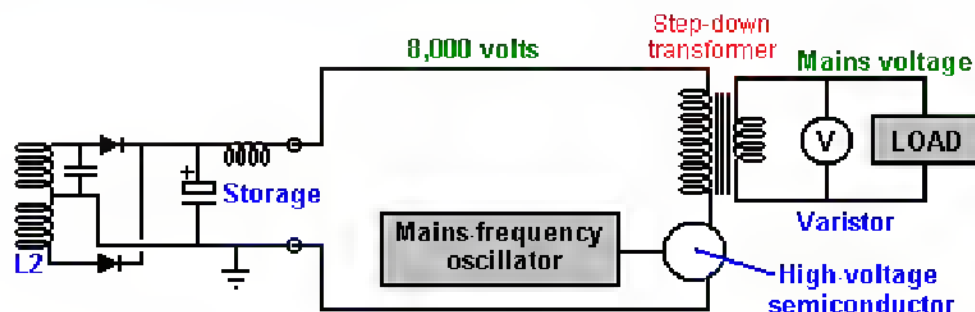 Step-down
transformer
8,000 volts
Mains voltage
+
V
LOAD
Storage
Mains-frequency
oscillator
Varistor
L2
High-voltage
semiconductor